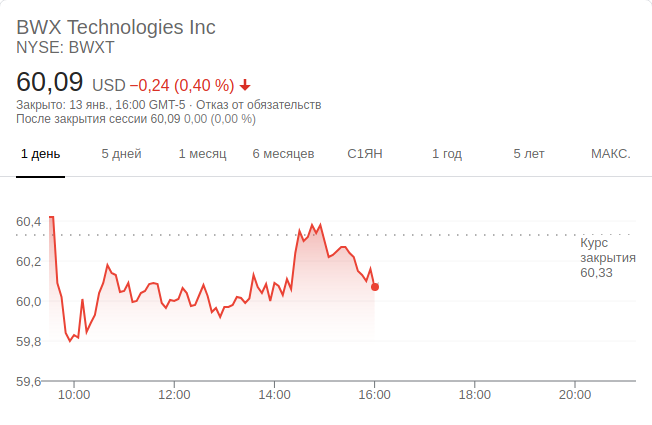 BWX Technologies Inc
NYSE: BWXT
60,09 USD −0,24 (0,40 %)
Закрыто: 13 янв., 16:00 GMT-5 · Отказ от обязательств
После закрытия сессии 60,09 0,00 (0,00 %)
1 день 5 дней 1 месяц 6 месяцев С1ЯН 1 год 5 лет МАКС.
60,4
Курс
закрытия
60,33
60,2
60,0
59,8
59,6
10:00 12:00 14:00 16:00 18:00 20:00